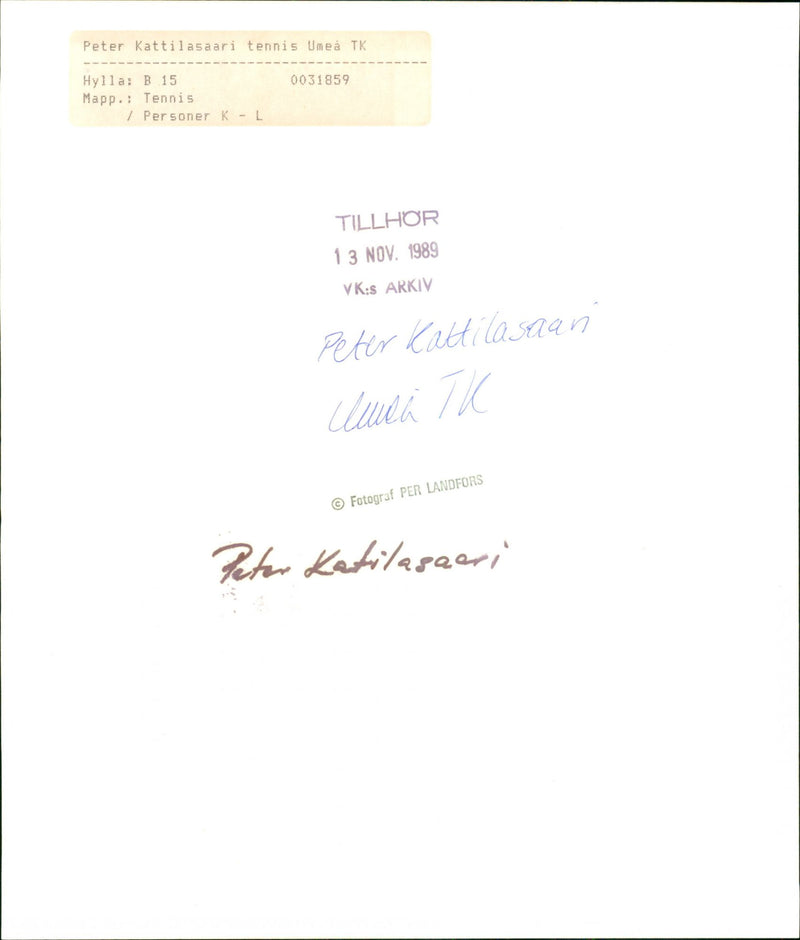 Peter Kattilasaari tennis Umeå TK
----------------------------------------
Hylla: B 15 0031859
Mapp.: Tennis
/ Personer K - L
TILLHÖR
13 NOV. 1989
VK:s ARKIV
Peter Kattilasaari
Umeå TK
© Fotograf PER LANDFORS
Peter Katilasaari